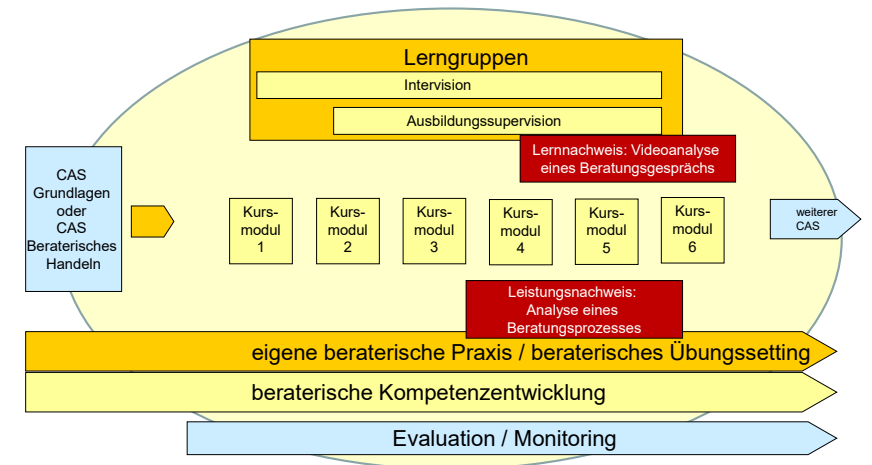 Lerngruppen
Intervision
Ausbildungssupervision
Lernnachweis: Videoanalyse
eines Beratungsgesprächs
CAS
Grundlagen
oder
CAS
Beraterisches
Handeln
Kurs-
modul
1
Kurs-
modul
2
Kurs-
modul
3
Kurs-
modul
4
Kurs-
modul
5
Kurs-
modul
6
weiterer
CAS
Leistungsnachweis:
Analyse eines
Beratungsprozesses
eigene beraterische Praxis / beraterisches Übungssetting
beraterische Kompetenzentwicklung
Evaluation / Monitoring